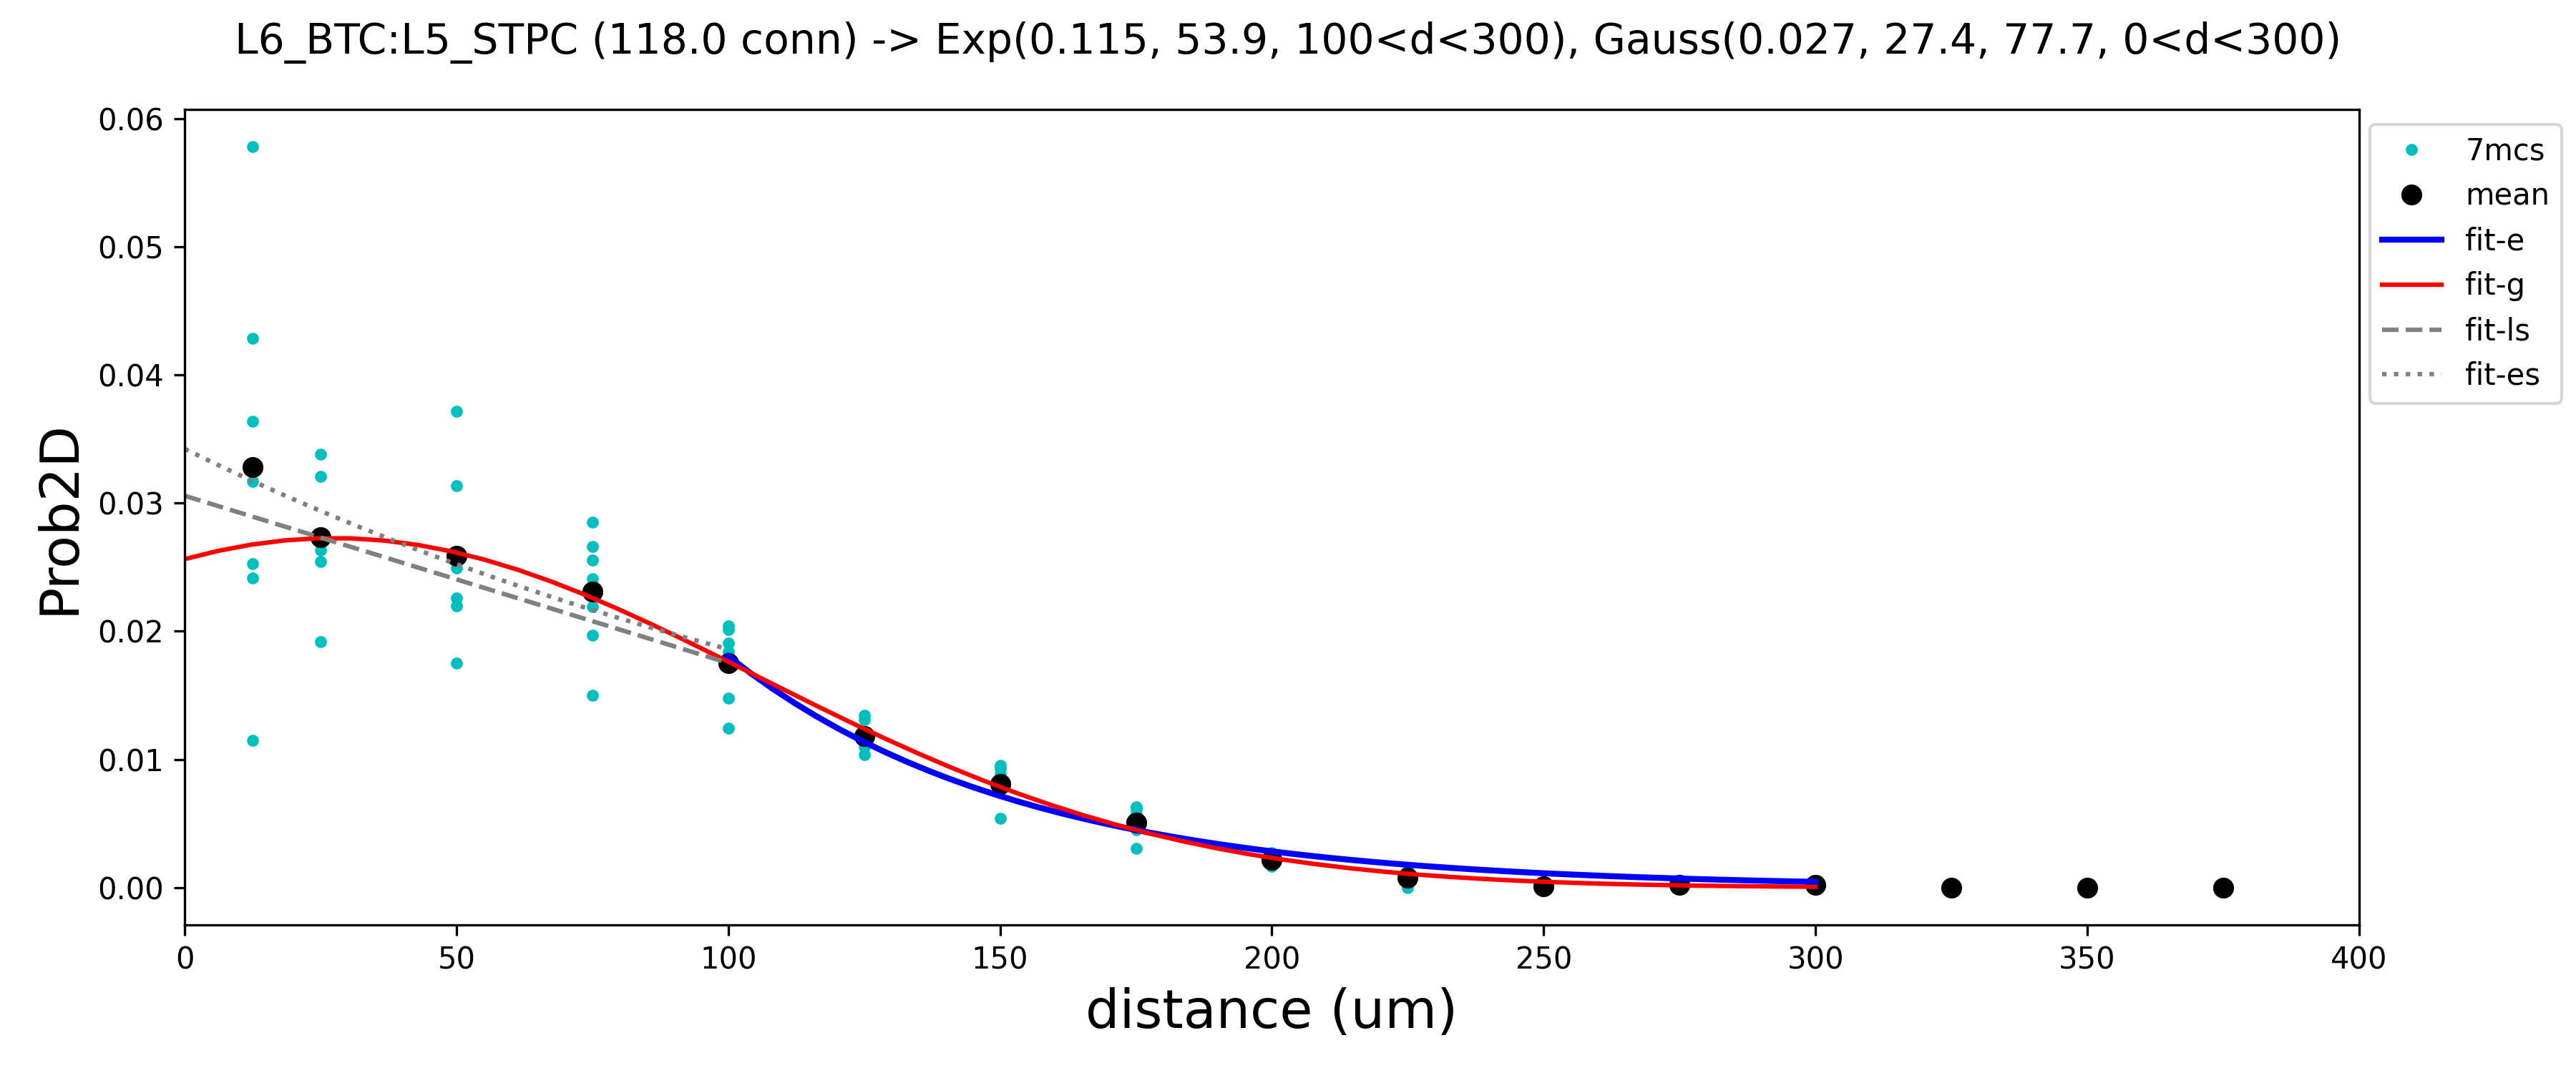 L6_BTC:L5_STPC (118.0 conn) -> Exp(0.115, 53.9, 100<d<300), Gauss(0.027, 27.4, 77.7, 0<d<300)
0.06
0.05
0.04
0.03
0.02
0.01
0.00
Prob2D
0 50 100 150 200 250 300 350 400
distance (um)
7mcs
mean
fit-e
fit-g
fit-ls
fit-es